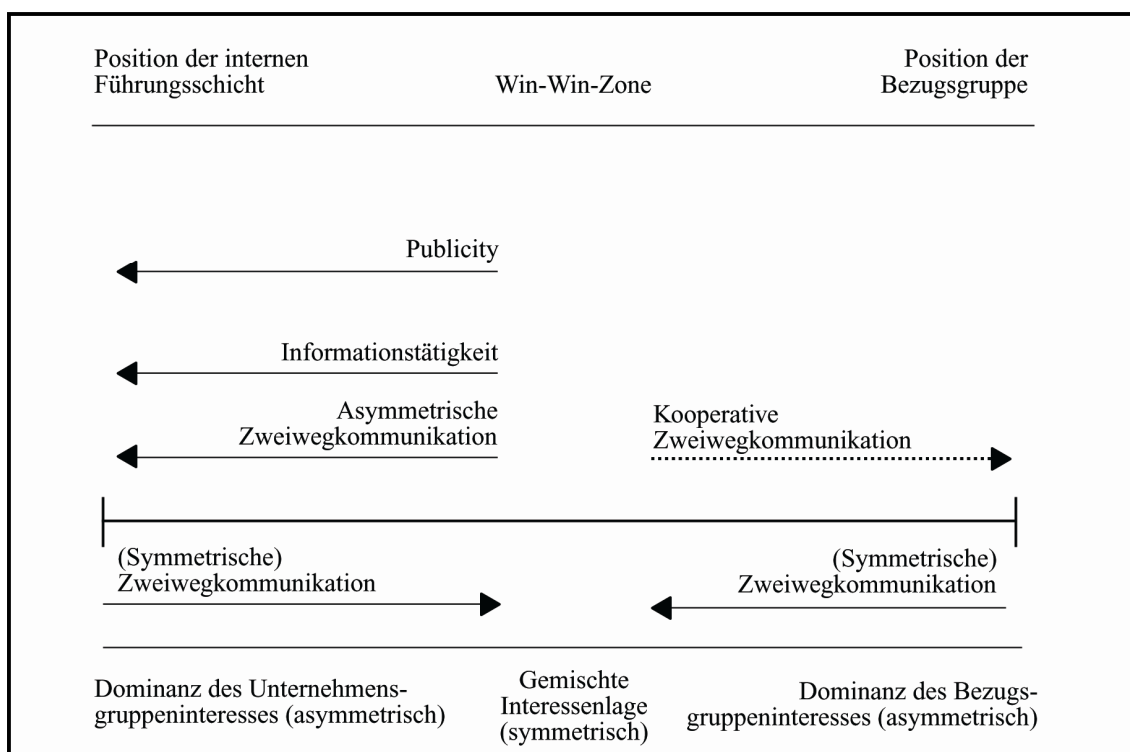 Position der internen
Führungsschicht
Win-Win-Zone
Position der
Bezugsgruppe
Publicity
Informationstätigkeit
Asymmetrische
Zweiwegkommunikation
Kooperative
Zweiwegkommunikation
(Symmetrische)
Zweiwegkommunikation
(Symmetrische)
Zweiwegkommunikation
Dominanz des Unternehmens-
gruppeninteresses (asymmetrisch)
Gemischte
Interessenlage
(symmetrisch)
Dominanz des Bezugs-
gruppeninteresses (asymmetrisch)